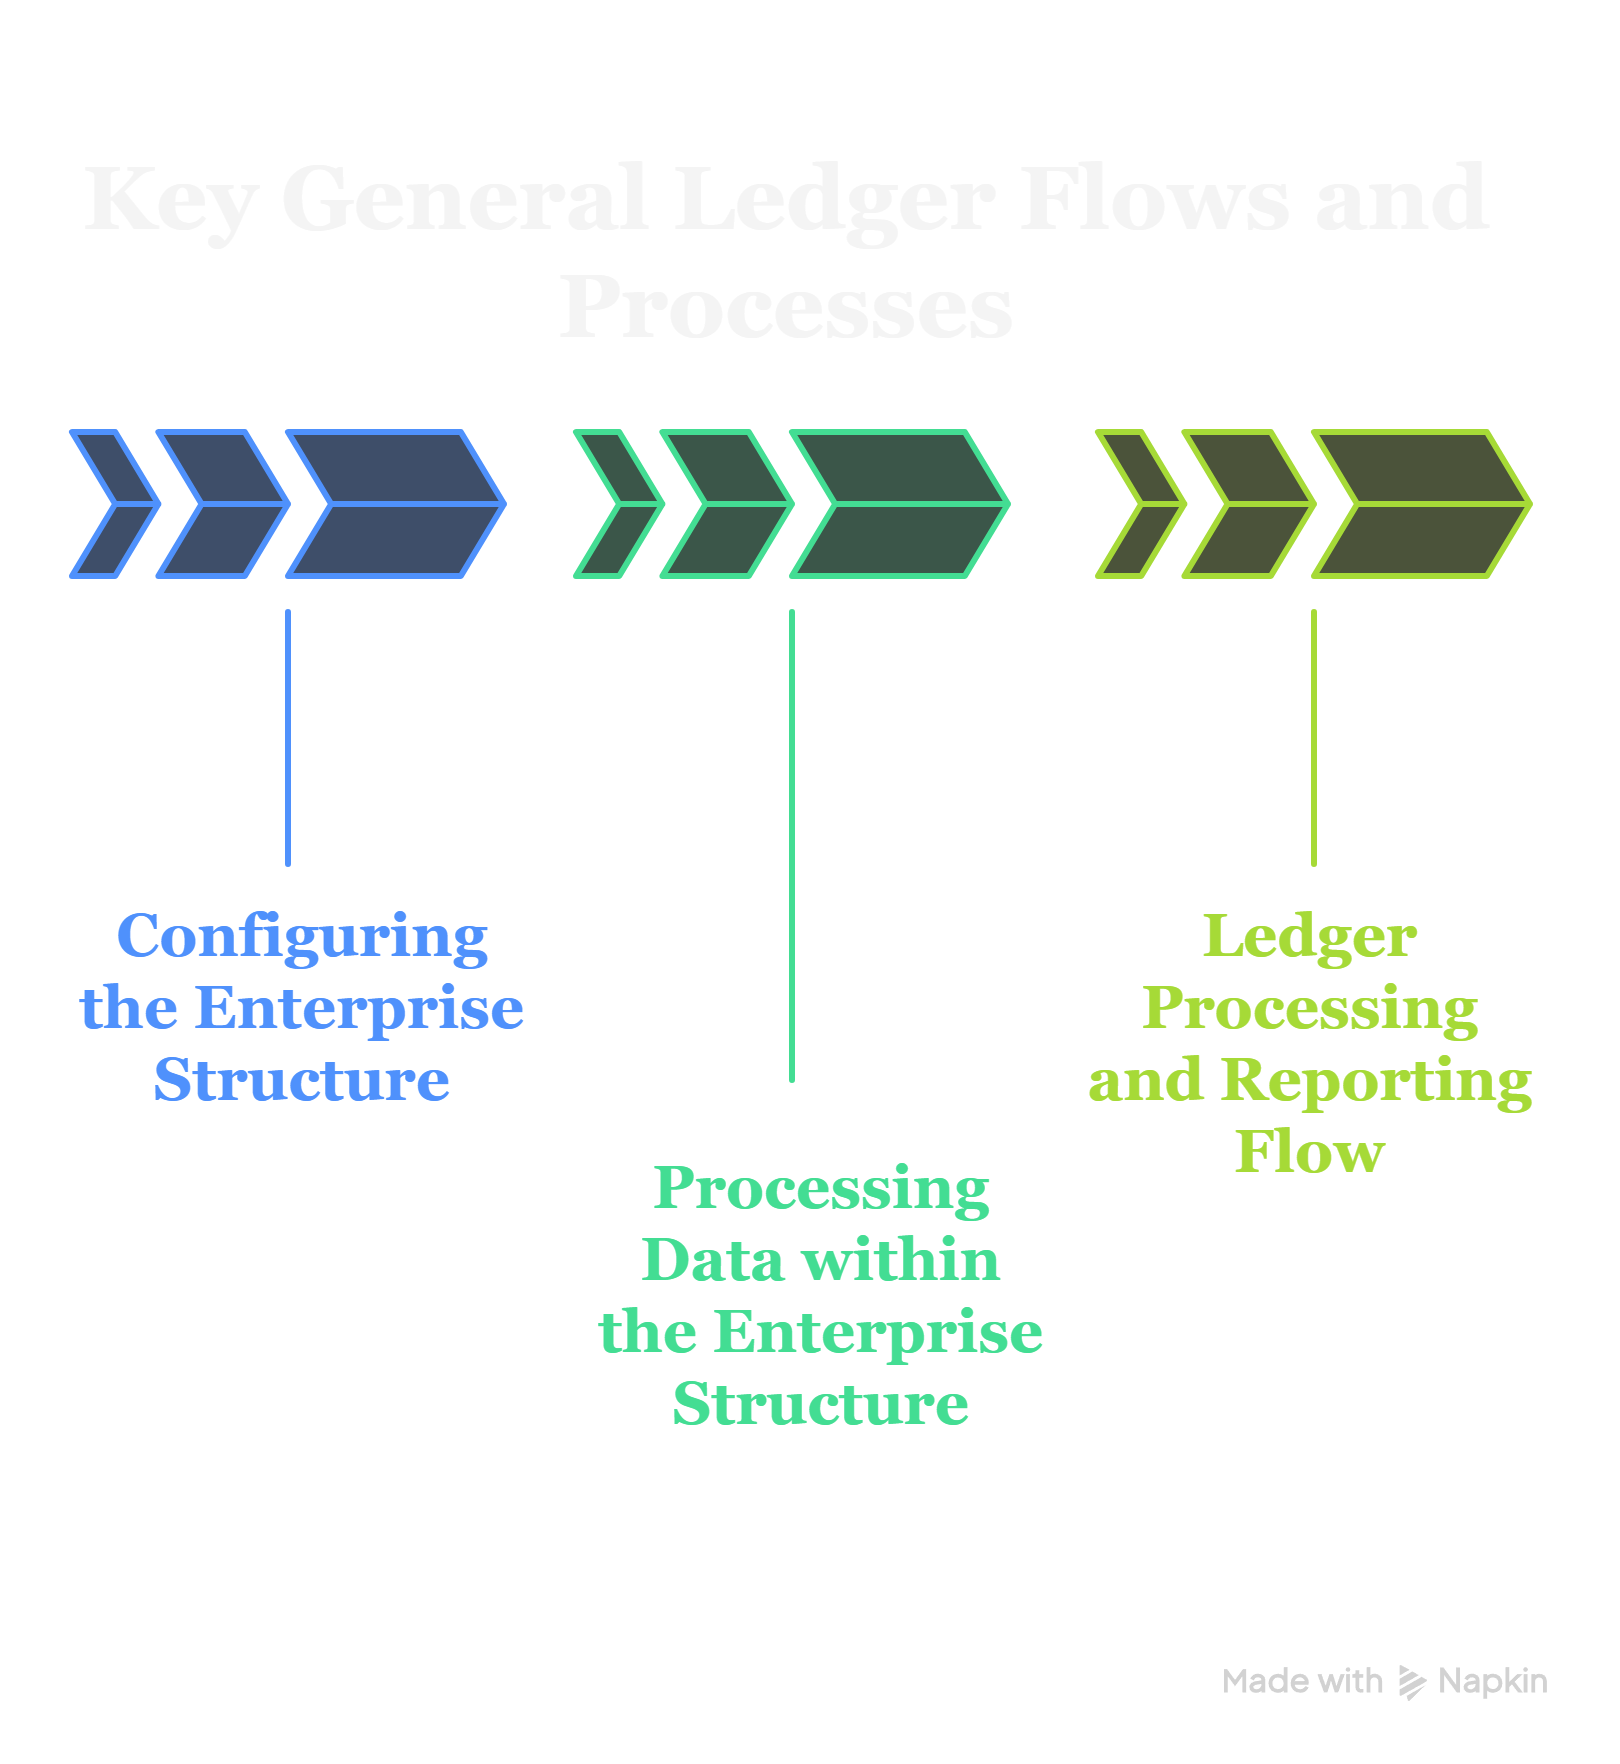 Key General Ledger Flows and
Processes
Configuring
the Enterprise
Structure
Processing
Data within
the Enterprise
Structure
Ledger
Processing
and Reporting
Flow
Made with Napkin